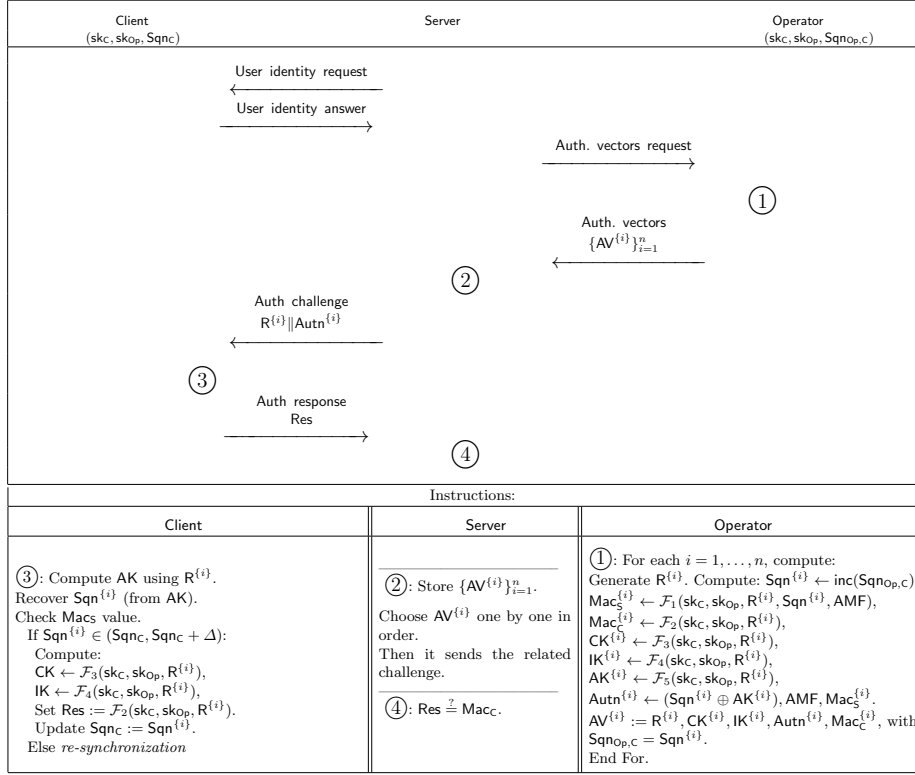 Client Server Operator
(sk_C, sk_Op, Sqn_C) (sk_C, sk_Op, Sqn_Op,C)
User identity request
User identity answer
Auth. vectors request
①
Auth. vectors
{AV^{i}}^n_{i=1}
②
Auth challenge
R^{i}‖Autn^{i}
③
Auth response
Res
④
Instructions:
Client Server Operator
③: Compute AK using R^{i}.
Recover Sqn^{i} (from AK).
Check Mac_S value.
If Sqn^{i} ∈ (Sqn_C, Sqn_C + Δ):
Compute:
CK ← F_3(sk_C, sk_Op, R^{i}),
IK ← F_4(sk_C, sk_Op, R^{i}),
Set Res := F_2(sk_C, sk_Op, R^{i}).
Update Sqn_C := Sqn^{i}.
Else re-synchronization
②: Store {AV^{i}}^n_{i=1}.
Choose AV^{i} one by one in
order.
Then it sends the related
challenge.
④: Res ≟ Mac_C.
①: For each i = 1, . . . , n, compute:
Generate R^{i}. Compute: Sqn^{i} ← inc(Sqn_Op,C)
Mac_S^{i} ← F_1(sk_C, sk_Op, R^{i}, Sqn^{i}, AMF),
Mac_C^{i} ← F_2(sk_C, sk_Op, R^{i}),
CK^{i} ← F_3(sk_C, sk_Op, R^{i}),
IK^{i} ← F_4(sk_C, sk_Op, R^{i}),
AK^{i} ← F_5(sk_C, sk_Op, R^{i}),
Autn^{i} ← (Sqn^{i} ⊕ AK^{i}), AMF, Mac_S^{i}.
AV^{i} := R^{i}, CK^{i}, IK^{i}, Autn^{i}, Mac_C^{i}, with
Sqn_Op,C = Sqn^{i}.
End For.